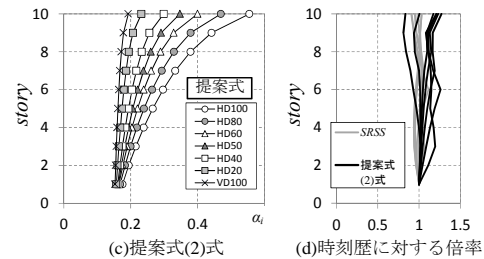 story
10
8
6
4
2
0
0
0.2
0.4
αi
提案式
HD100
HD80
HD60
HD50
HD40
HD20
VD100
(c)提案式(2)式
story
10
8
6
4
2
0
0
0.5
1
1.5
SRSS
提案式
(2)式
(d)時刻歴に対する倍率